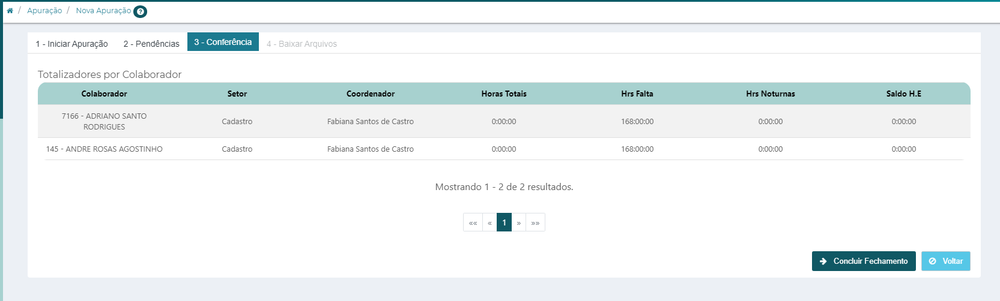 / Apuração / Nova Apuração ?
1 - Iniciar Apuração 2 - Pendências 3 - Conferência 4 - Baixar Arquivos
Totalizadores por Colaborador
Colaborador Setor Coordenador Horas Totais Hrs Falta Hrs Noturnas Saldo H.E
7166 - ADRIANO SANTO
RODRIGUES Cadastro Fabiana Santos de Castro 0:00:00 168:00:00 0:00:00 0:00:00
145 - ANDRE ROSAS AGOSTINHO Cadastro Fabiana Santos de Castro 0:00:00 168:00:00 0:00:00 0:00:00
Mostrando 1 - 2 de 2 resultados.
«« « 1 » »»
Concluir Fechamento Voltar